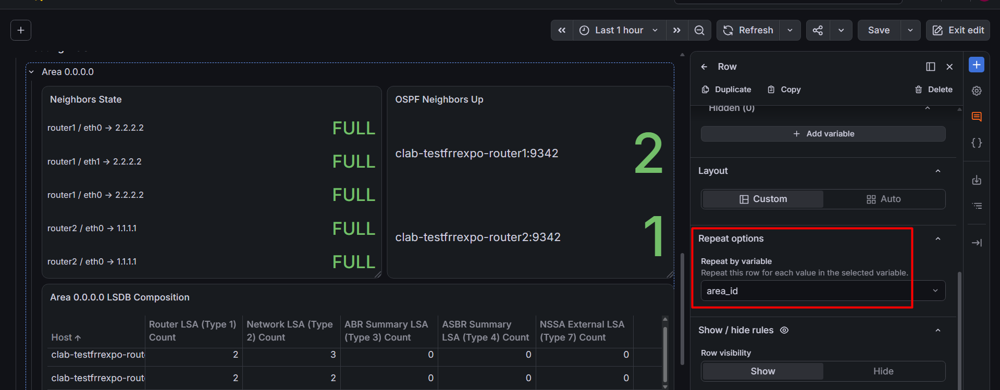 Last 1 hour
Refresh
Save
Exit edit
Area 0.0.0.0
Neighbors State
router1 / eth0 → 2.2.2.2
FULL
router1 / eth1 → 2.2.2.2
FULL
router1 / eth0 → 2.2.2.2
FULL
router2 / eth0 → 1.1.1.1
FULL
router2 / eth0 → 1.1.1.1
FULL
OSPF Neighbors Up
clab-testfrrexpo-router1:9342
2
clab-testfrrexpo-router2:9342
1
Area 0.0.0.0 LSDB Composition
Host ↑
Router LSA (Type 1)
Count
Network LSA (Type
2) Count
ABR Summary LSA
(Type 3) Count
ASBR Summary
LSA (Type 4) Count
NSSA External LSA
(Type 7) Count
clab-testfrrexpo-rout 2 3 0 0 0
clab-testfrrexpo-rout 2 2 0 0 0
Row
Duplicate
Copy
Delete
Hidden (0)
Add variable
Layout
Custom
Auto
Repeat options
Repeat by variable
Repeat this row for each value in the selected variable.
area_id
Show / hide rules
Row visibility
Show
Hide